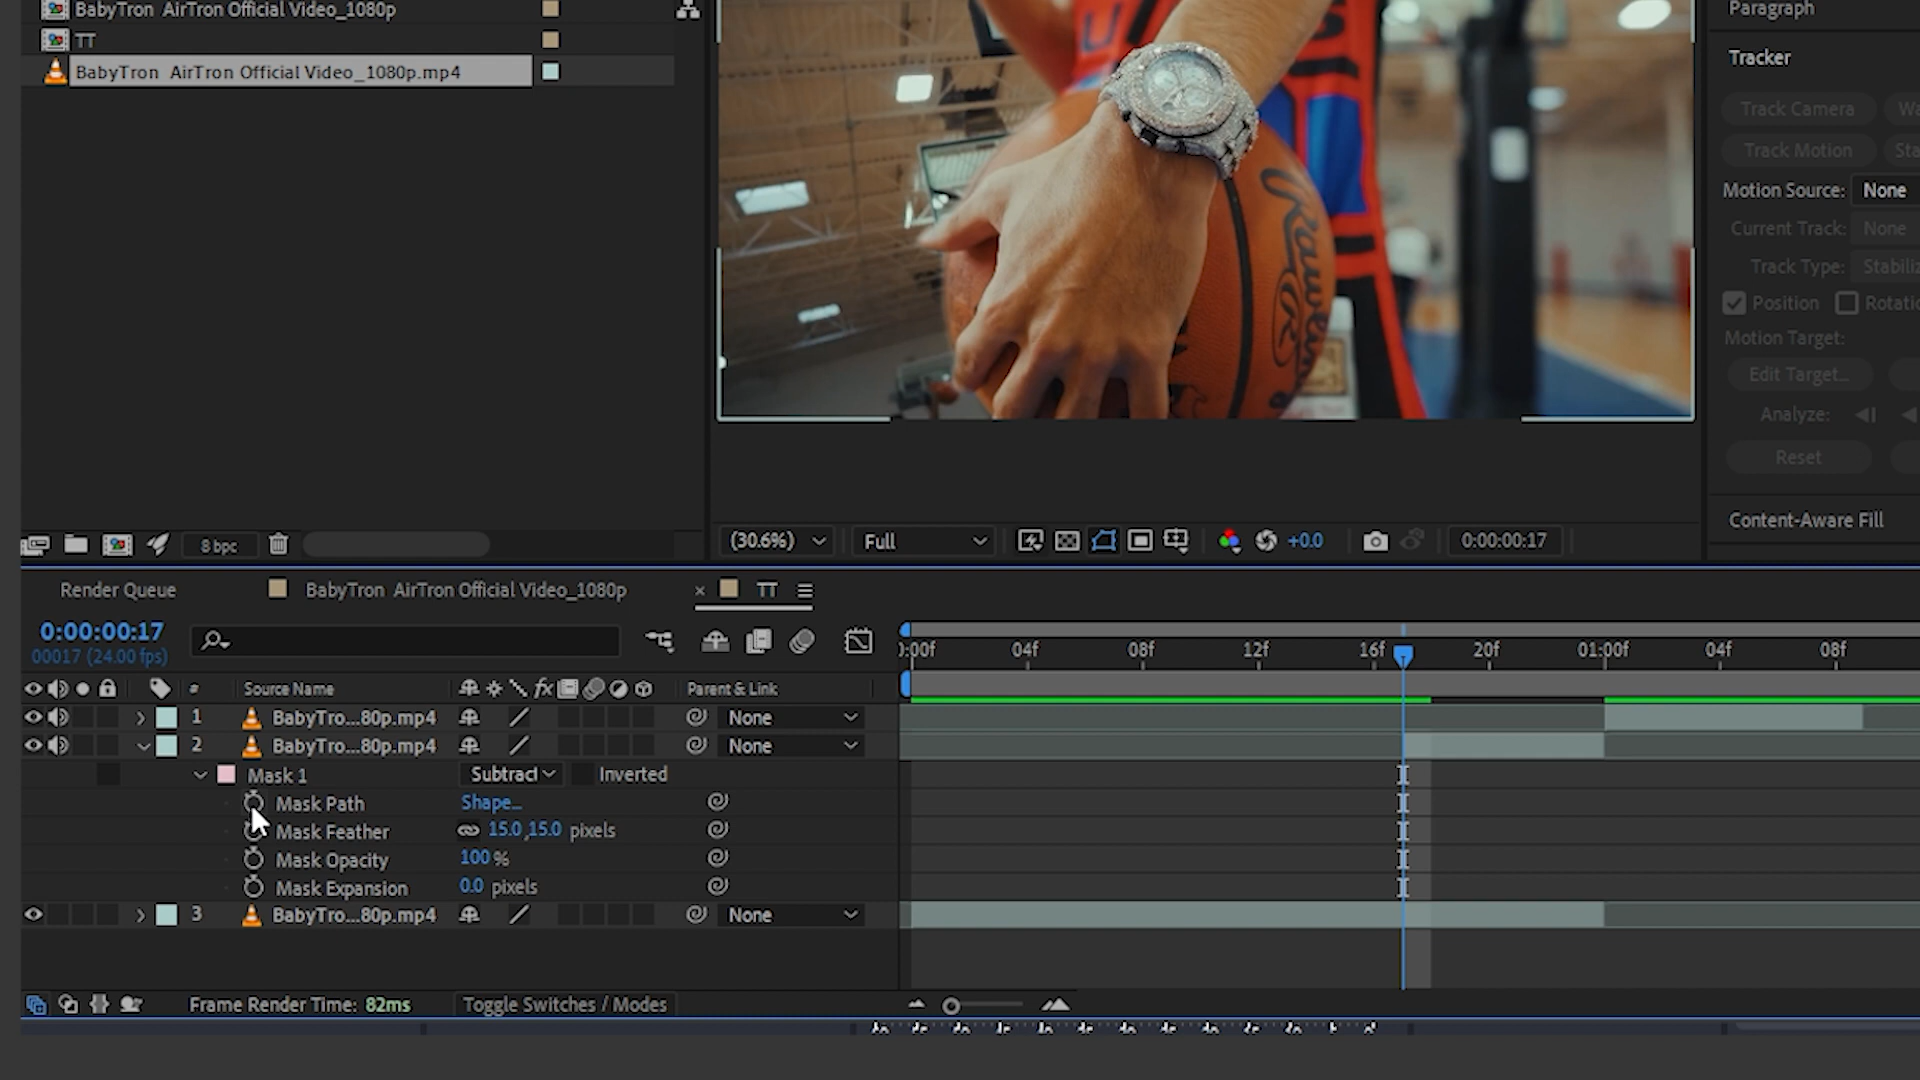 BabyTron AirTron Official Video_1080p
TT
BabyTron AirTron Official Video_1080p.mp4
Paragraph
Tracker
Track Camera
Track Motion
Motion Source: None
Current Track: None
Track Type:
Position
Motion Target:
Edit Target...
Analyze:
Reset
Content-Aware Fill
8 bpc
(30.6%)
Full
+0.0
0:00:00:17
Render Queue
BabyTron AirTron Official Video_1080p
× TT
0:00:00:17
00017 (24.00 fps)
04f 08f 12f 16f 20f 01:00f 04f 08f
# Source Name fx Parent & Link
1 BabyTro...80p.mp4 None
2 BabyTro...80p.mp4 None
Mask 1 Subtract Inverted
Mask Path Shape...
Mask Feather 15.0,15.0 pixels
Mask Opacity 100 %
Mask Expansion 0.0 pixels
3 BabyTro...80p.mp4 None
Frame Render Time: 82ms
Toggle Switches / Modes